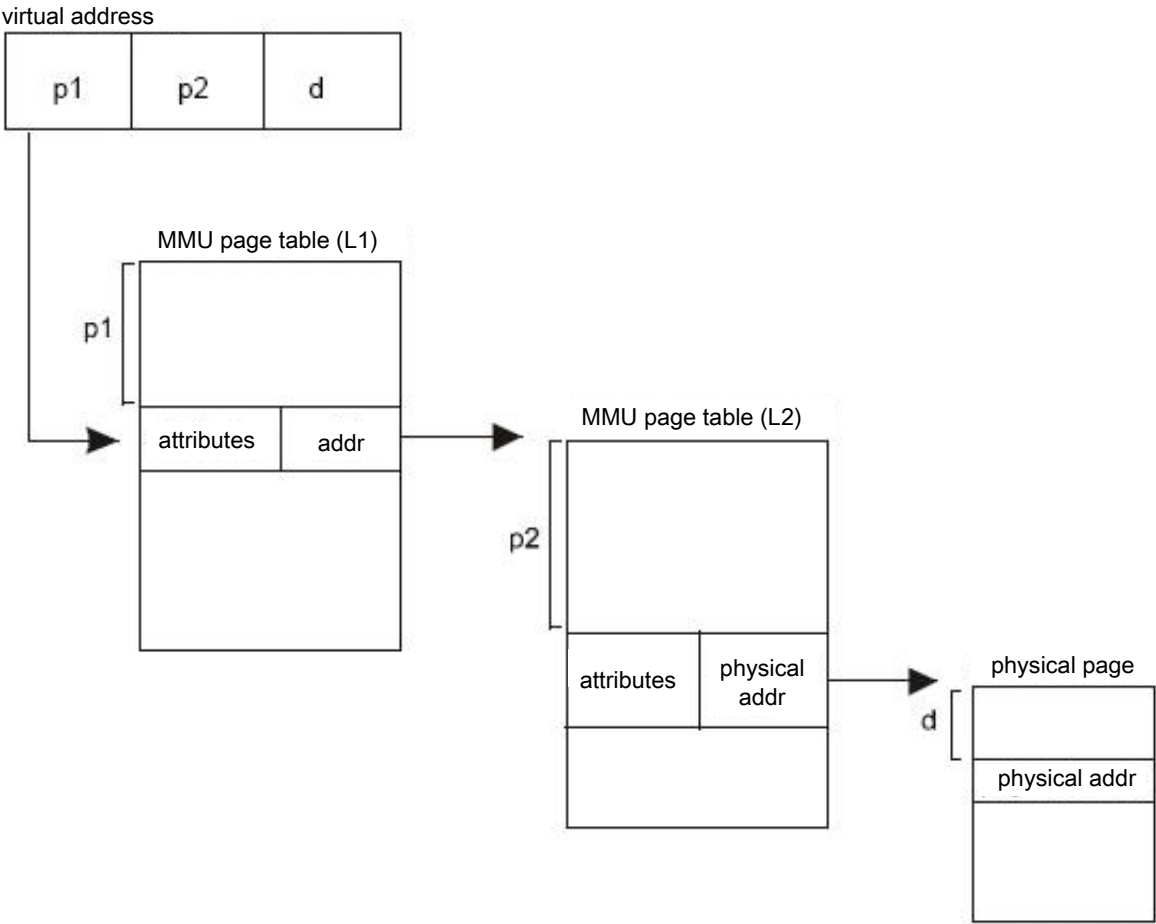 virtual address
p1 p2 d
MMU page table (L1)
p1
attributes addr
MMU page table (L2)
p2
attributes physical
addr
physical page
d
physical addr